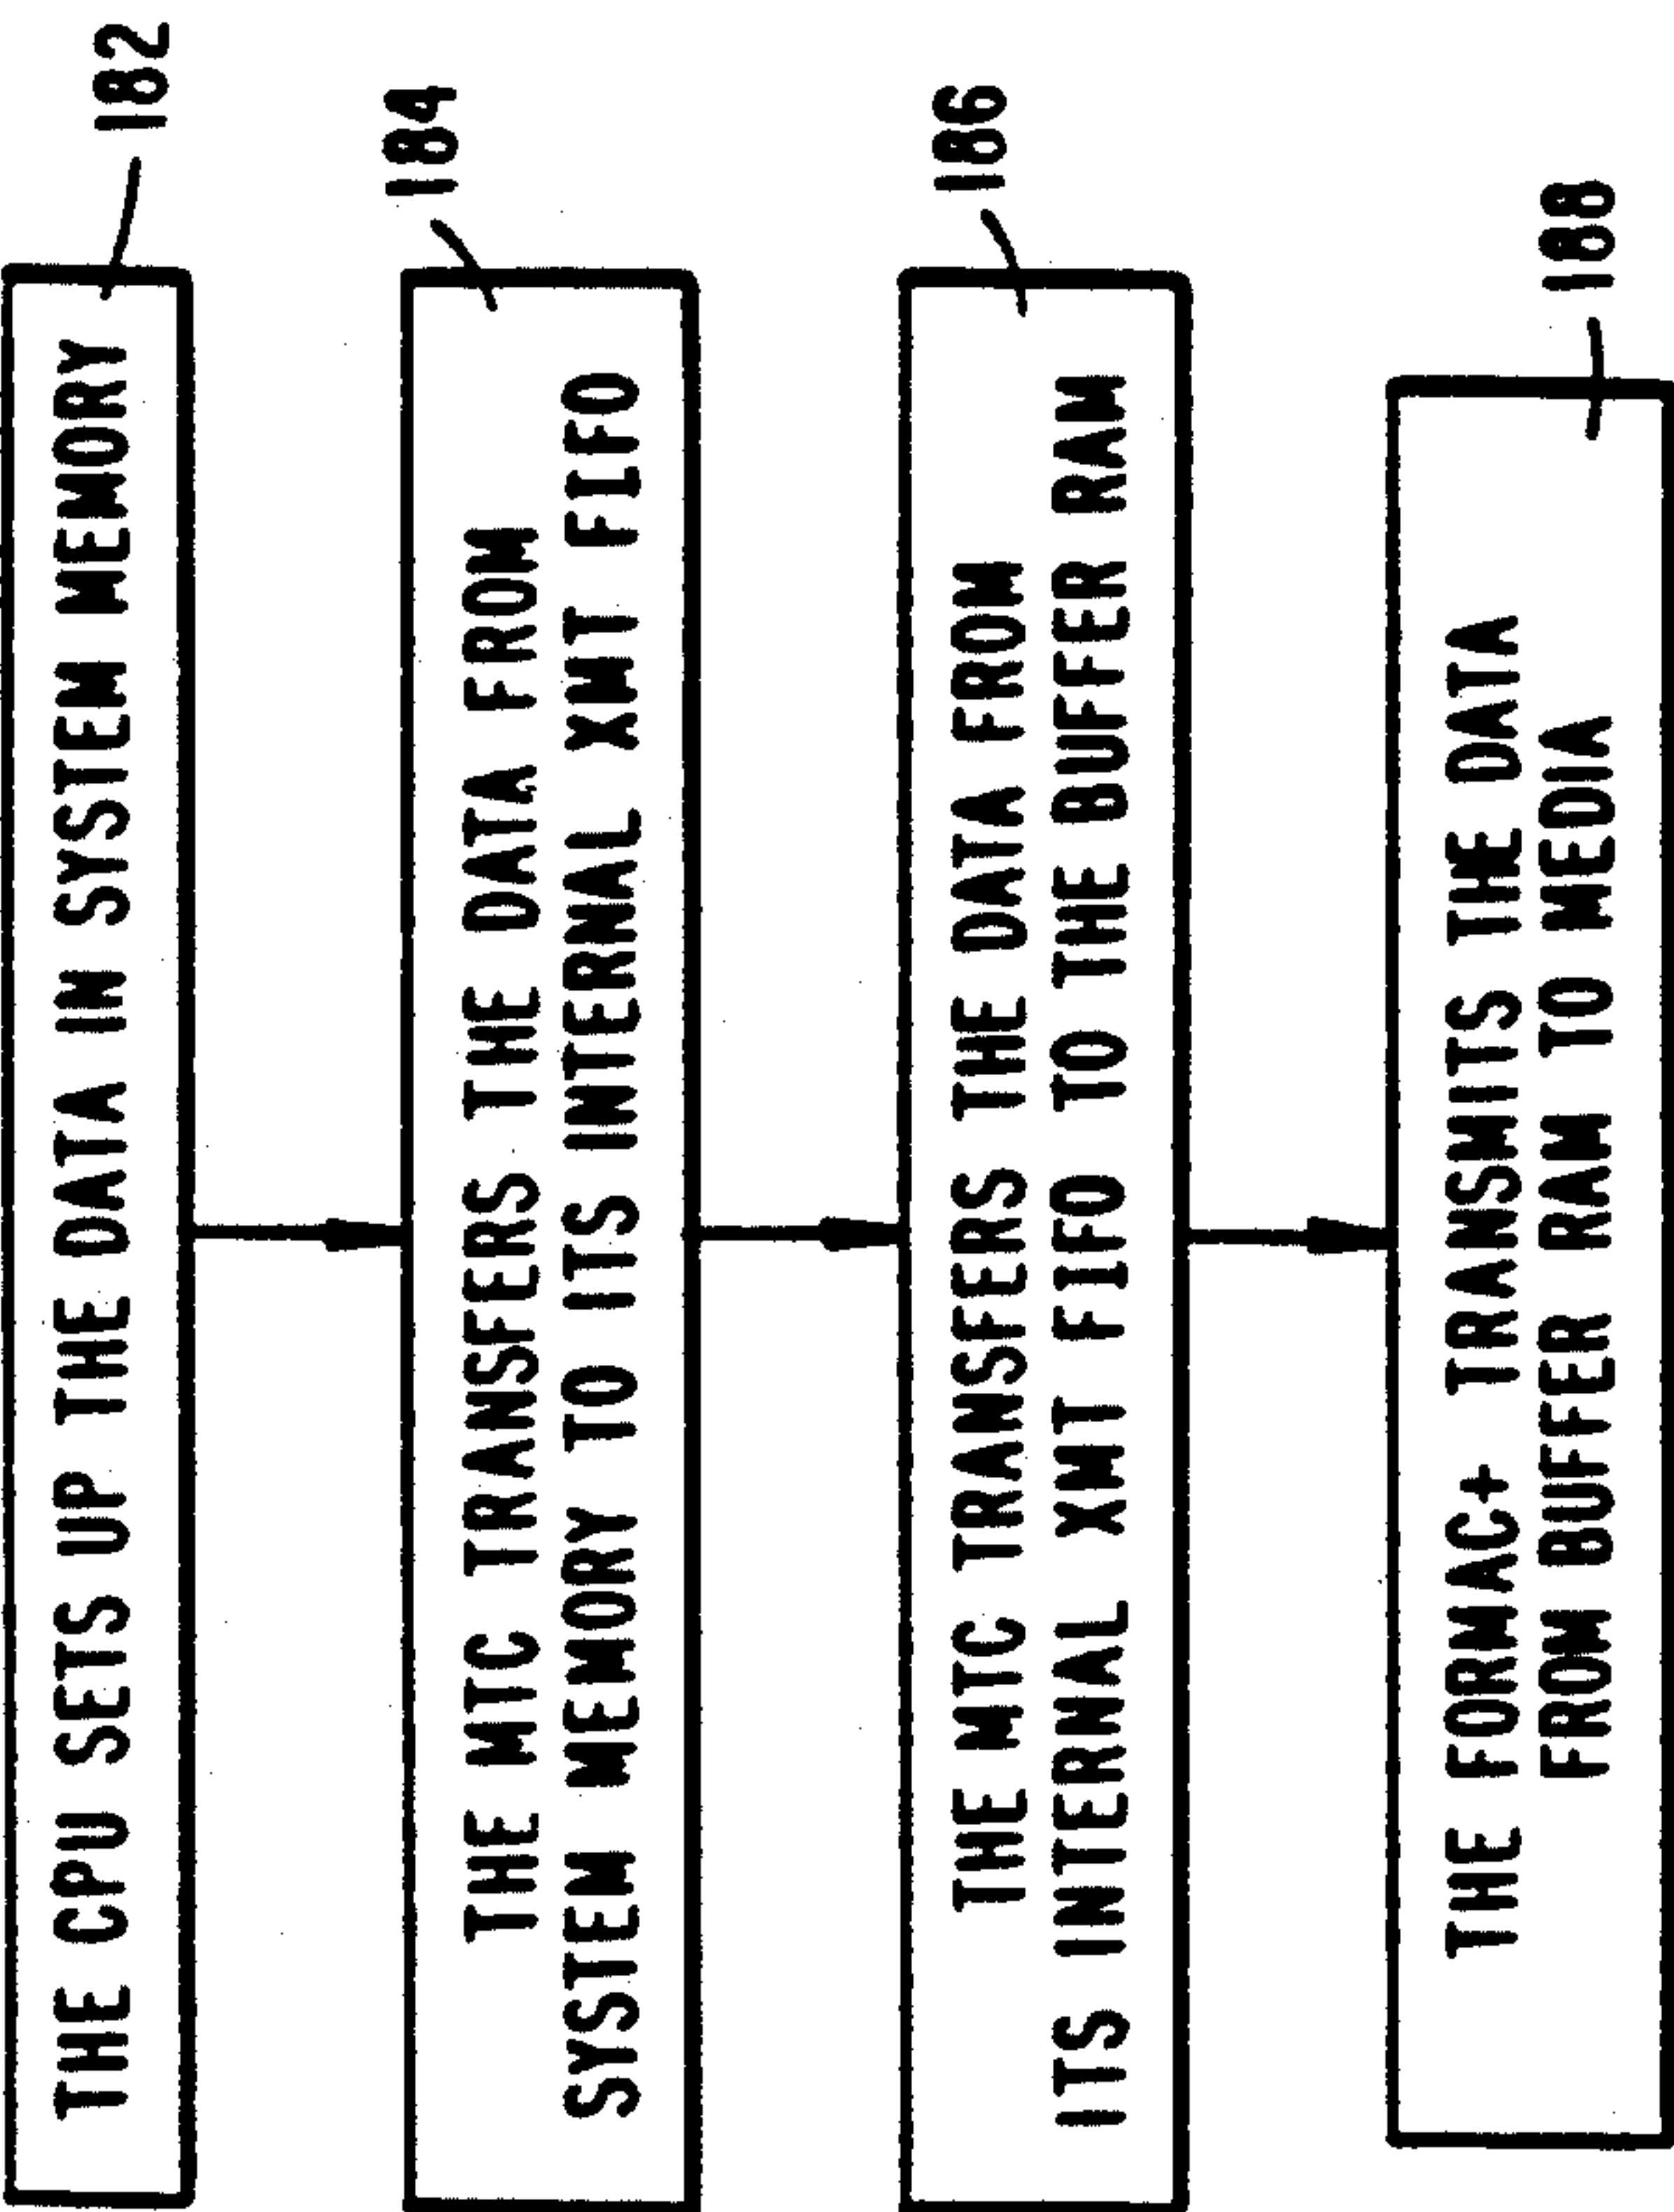 THE CPU SETS UP THE DATA IN SYSTEM MEMORY
182
THE MTC TRANSFERS THE DATA FROM
SYSTEM MEMORY TO ITS INTERNAL XMT FIFO
184
THE MTC TRANSFERS THE DATA FROM
ITS INTERNAL XMT FIFO TO THE BUFFER RAM
186
THE FORMAC+ TRANSMITS THE DATA
FROM BUFFER RAM TO MEDIA
188